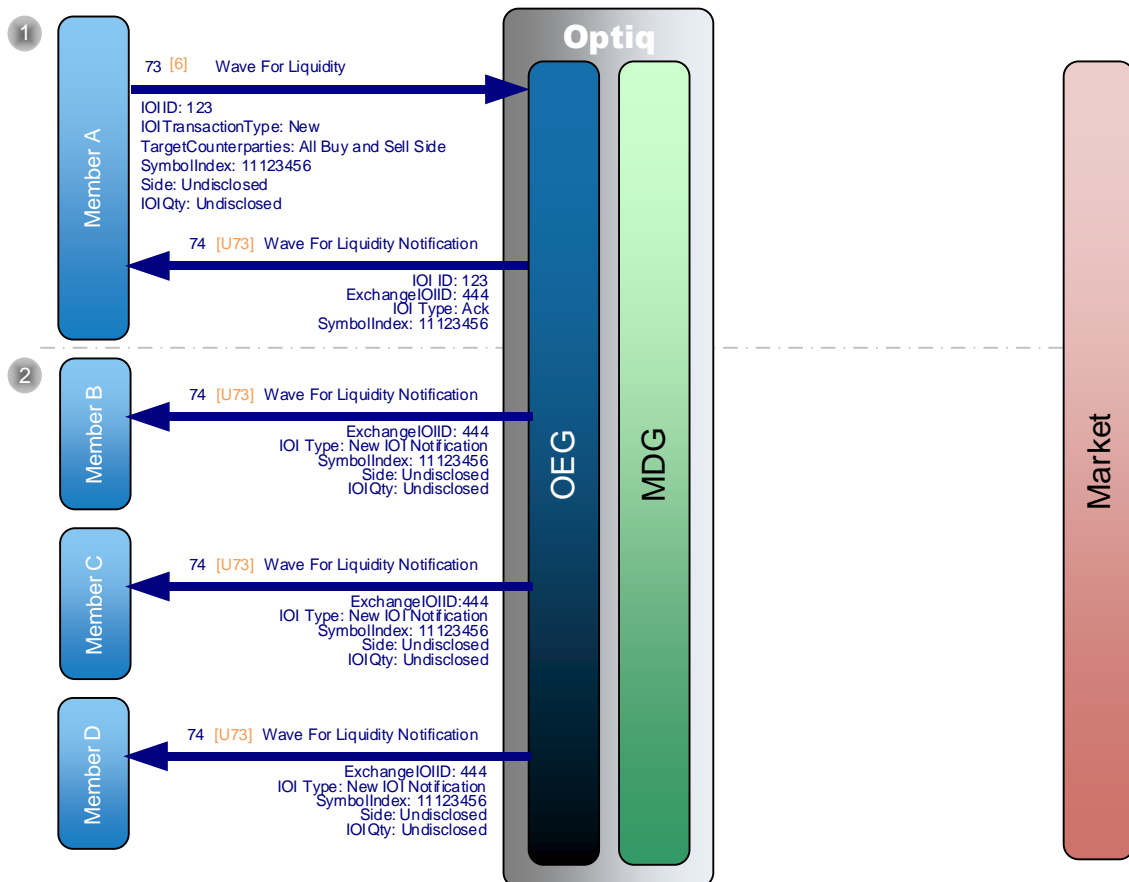 1
Optiq
73 [6] Wave For Liquidity
IOIID: 123
IOITransactionType: New
TargetCounterparties: All Buy and Sell Side
SymbolIndex: 11123456
Side: Undisclosed
IOIQty: Undisclosed
Member A
74 [U73] Wave For Liquidity Notification
IOI ID: 123
ExchangeIOIID: 444
IOI Type: Ack
SymbolIndex: 11123456
2
Member B
74 [U73] Wave For Liquidity Notification
ExchangeIOIID: 444
IOI Type: New IOI Notification
SymbolIndex: 11123456
Side: Undisclosed
IOIQty: Undisclosed
OEG
MDG
Market
Member C
74 [U73] Wave For Liquidity Notification
ExchangeIOIID:444
IOI Type: New IOI Notification
SymbolIndex: 11123456
Side: Undisclosed
IOIQty: Undisclosed
Member D
74 [U73] Wave For Liquidity Notification
ExchangeIOIID: 444
IOI Type: New IOI Notification
SymbolIndex: 11123456
Side: Undisclosed
IOIQty: Undisclosed